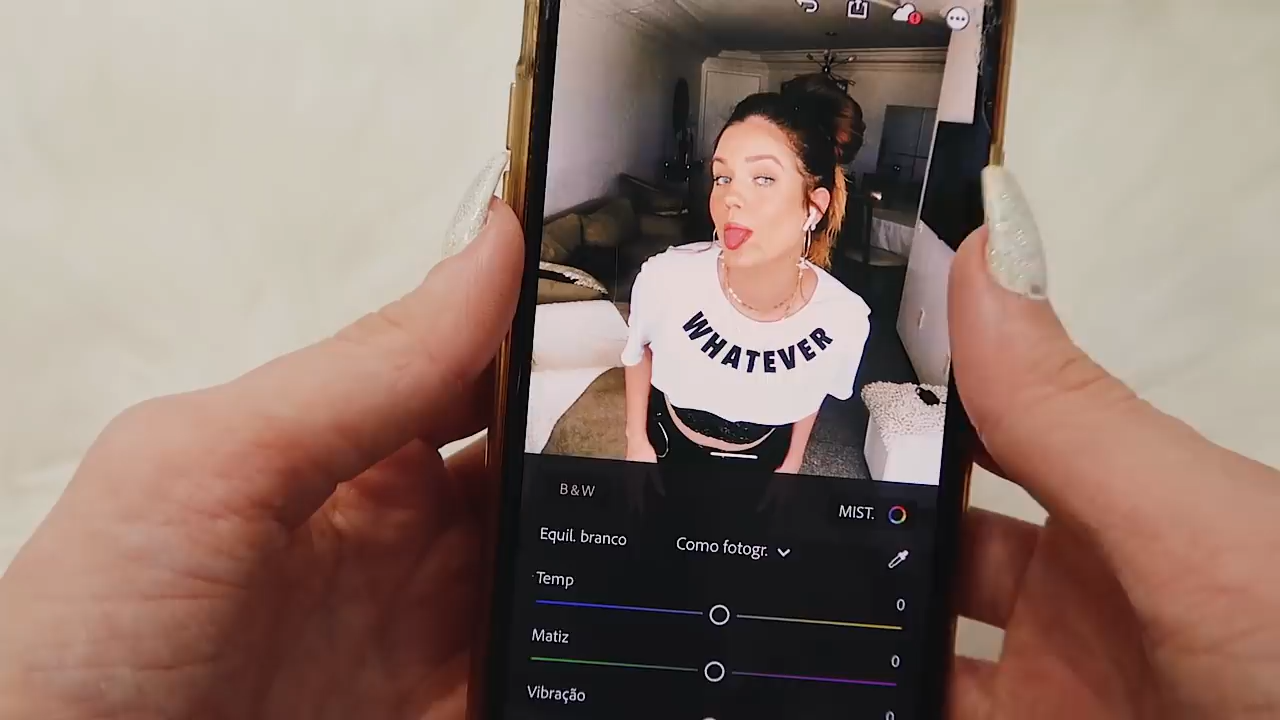 WHATEVER
B&W
MIST.
Equil. branco
Como fotogr.
Temp
0
Matiz
0
Vibração
0